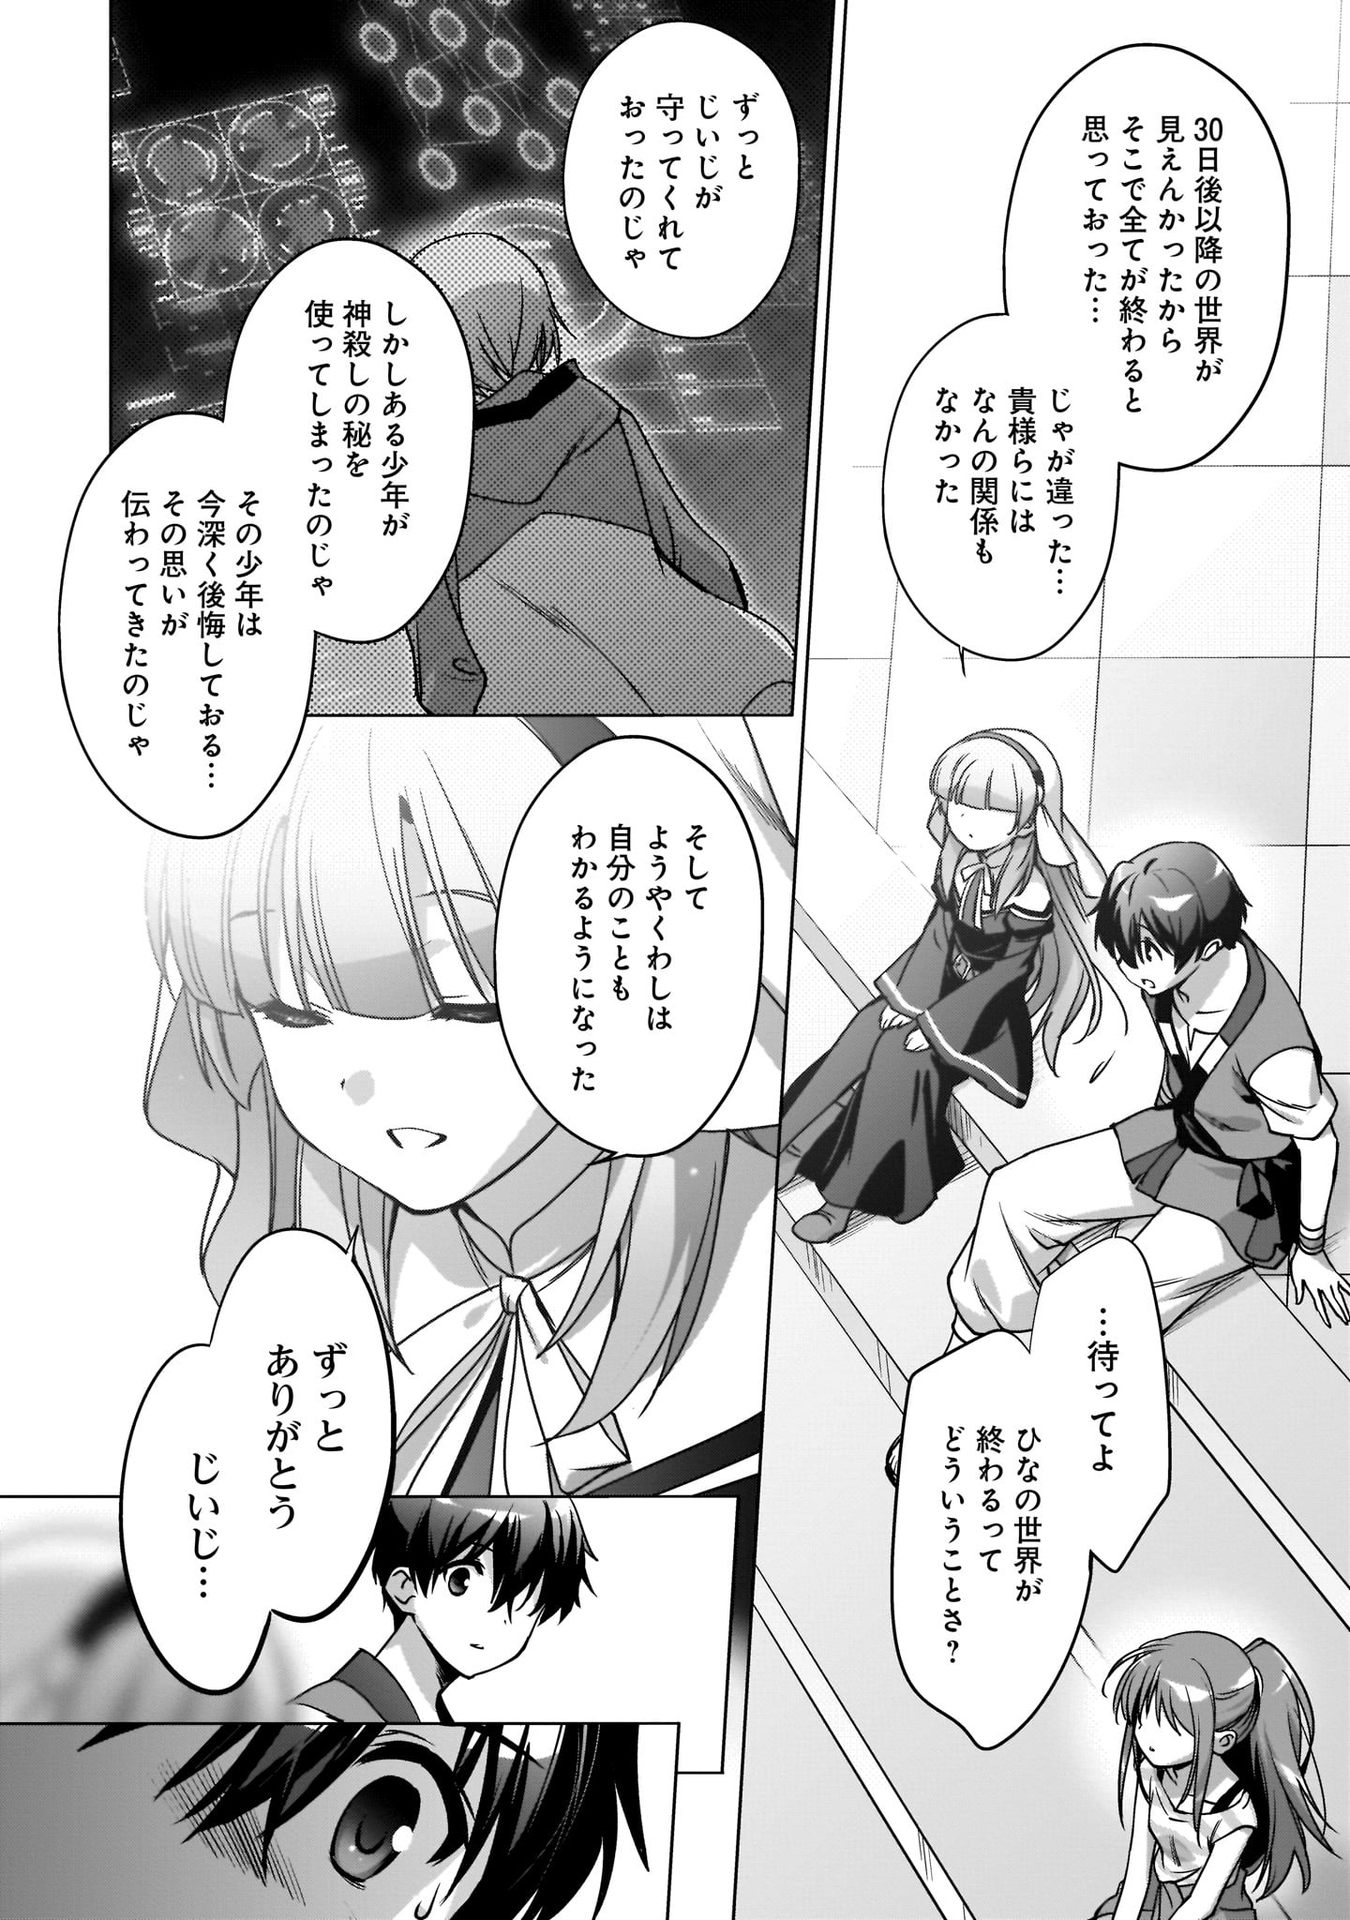 30日後以降の世界が
見えんかったから
そこで全てが終わると
思っておった…
じゃが違った…
貴様らには
なんの関係も
なかった
…待ってよ
ひなの世界が
終わるって
どういうことさ？
ずっと
じいじが
守ってくれて
おったのじゃ
しかしある少年が
神殺しの秘を
使ってしまったのじゃ
その少年は
今深く後悔しておる…
その思いが
伝わってきたのじゃ
そして
ようやくわしは
自分のことも
わかるようになった
ずっと
ありがとう
じいじ…